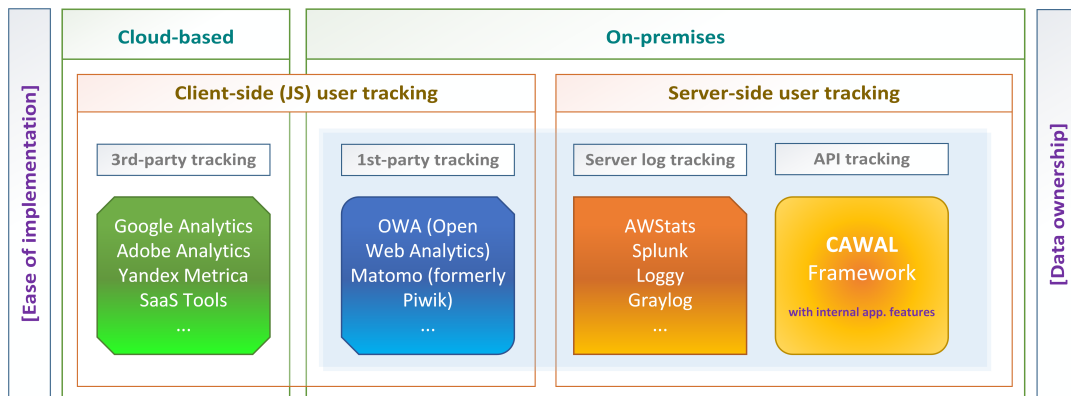 [Ease of implementation]
Cloud-based
On-premises
Client-side (JS) user tracking
Server-side user tracking
3rd-party tracking
1st-party tracking
Server log tracking
API tracking
Google Analytics
Adobe Analytics
Yandex Metrica
SaaS Tools
...
OWA (Open
Web Analytics)
Matomo (formerly
Piwik)
...
AWStats
Splunk
Loggy
Graylog
...
CAWAL
Framework
with internal app. features
[Data ownership]